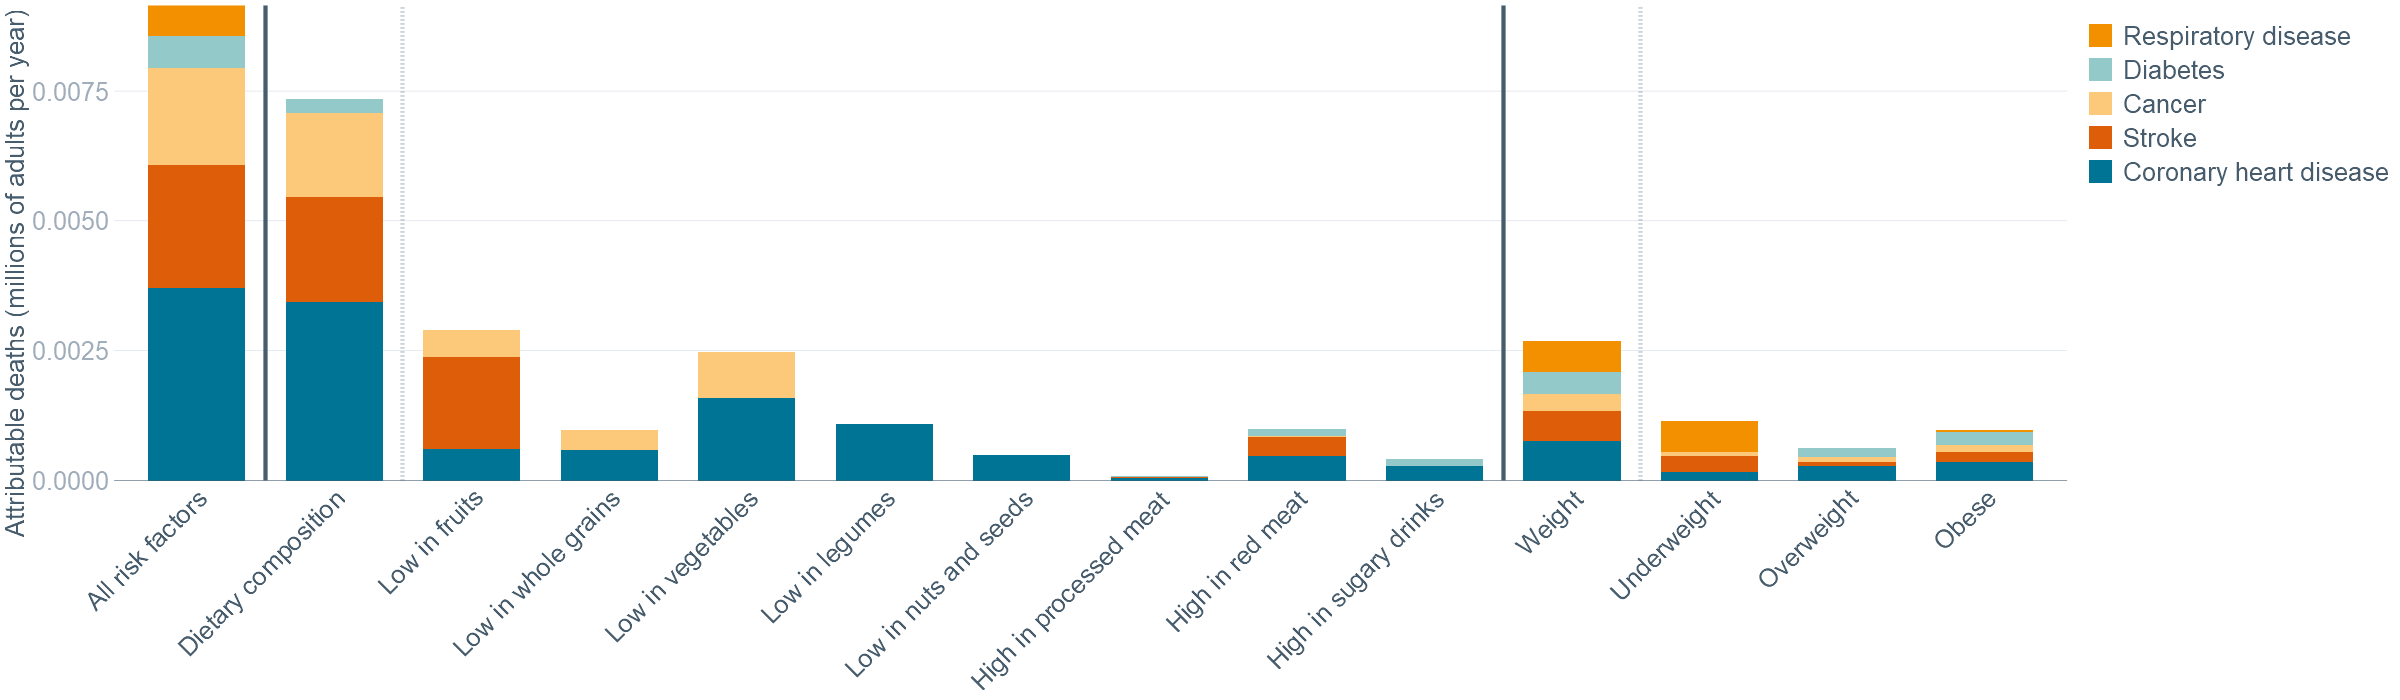 Attributable deaths (millions of adults per year)
0.0075
0.0050
0.0025
0.0000
All risk factors
Dietary composition
Low in fruits
Low in whole grains
Low in vegetables
Low in legumes
Low in nuts and seeds
High in processed meat
High in red meat
High in sugary drinks
Weight
Underweight
Overweight
Obese
Respiratory disease
Diabetes
Cancer
Stroke
Coronary heart disease